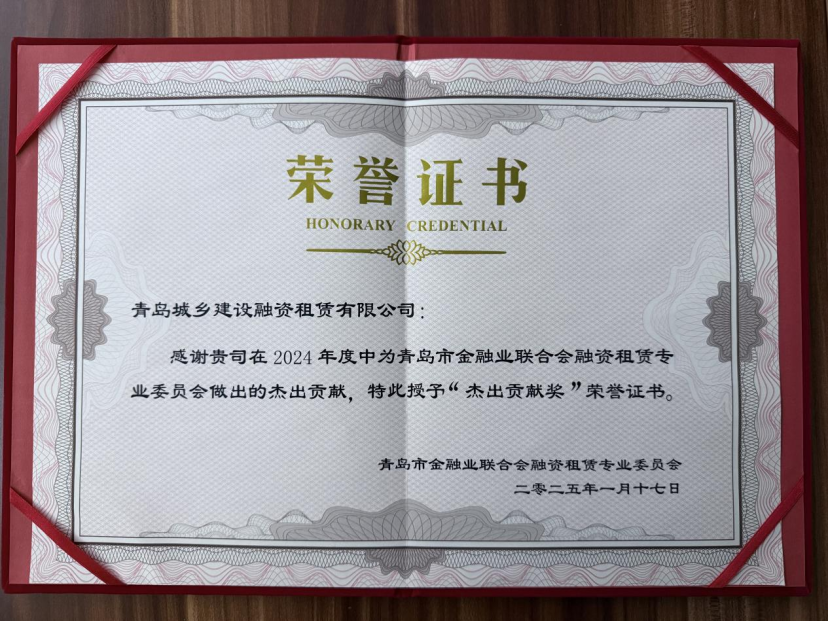 荣誉证书
HONORARY CREDENTIAL
青岛城乡建设融资租赁有限公司：
感谢贵司在 2024 年度中为青岛市金融业联合会融资租赁专
业委员会做出的杰出贡献，特此授予“杰出贡献奖”荣誉证书。
青岛市金融业联合会融资租赁专业委员会
二零二五年一月十七日